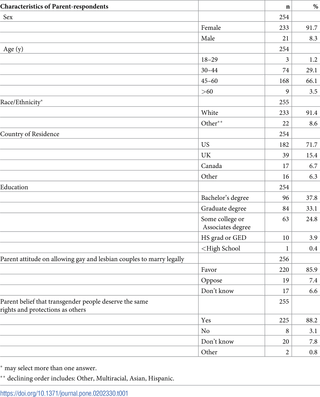 Characteristics of Parent-respondents n %
Sex 254
Female 233 91.7
Male 21 8.3
Age (y) 254
18–29 3 1.2
30–44 74 29.1
45–60 168 66.1
>60 9 3.5
Race/Ethnicity* 255
White 233 91.4
Other** 22 8.6
Country of Residence 254
US 182 71.7
UK 39 15.4
Canada 17 6.7
Other 16 6.3
Education 254
Bachelor's degree 96 37.8
Graduate degree 84 33.1
Some college or 63 24.8
Associates degree
HS grad or GED 10 3.9
<High School 1 0.4
Parent attitude on allowing gay and lesbian couples to marry legally 256
Favor 220 85.9
Oppose 19 7.4
Don't know 17 6.6
Parent belief that transgender people deserve the same 255
rights and protections as others
Yes 225 88.2
No 8 3.1
Don't know 20 7.8
Other 2 0.8
* may select more than one answer.
** declining order includes: Other, Multiracial, Asian, Hispanic.
https://doi.org/10.1371/journal.pone.0202330.t001